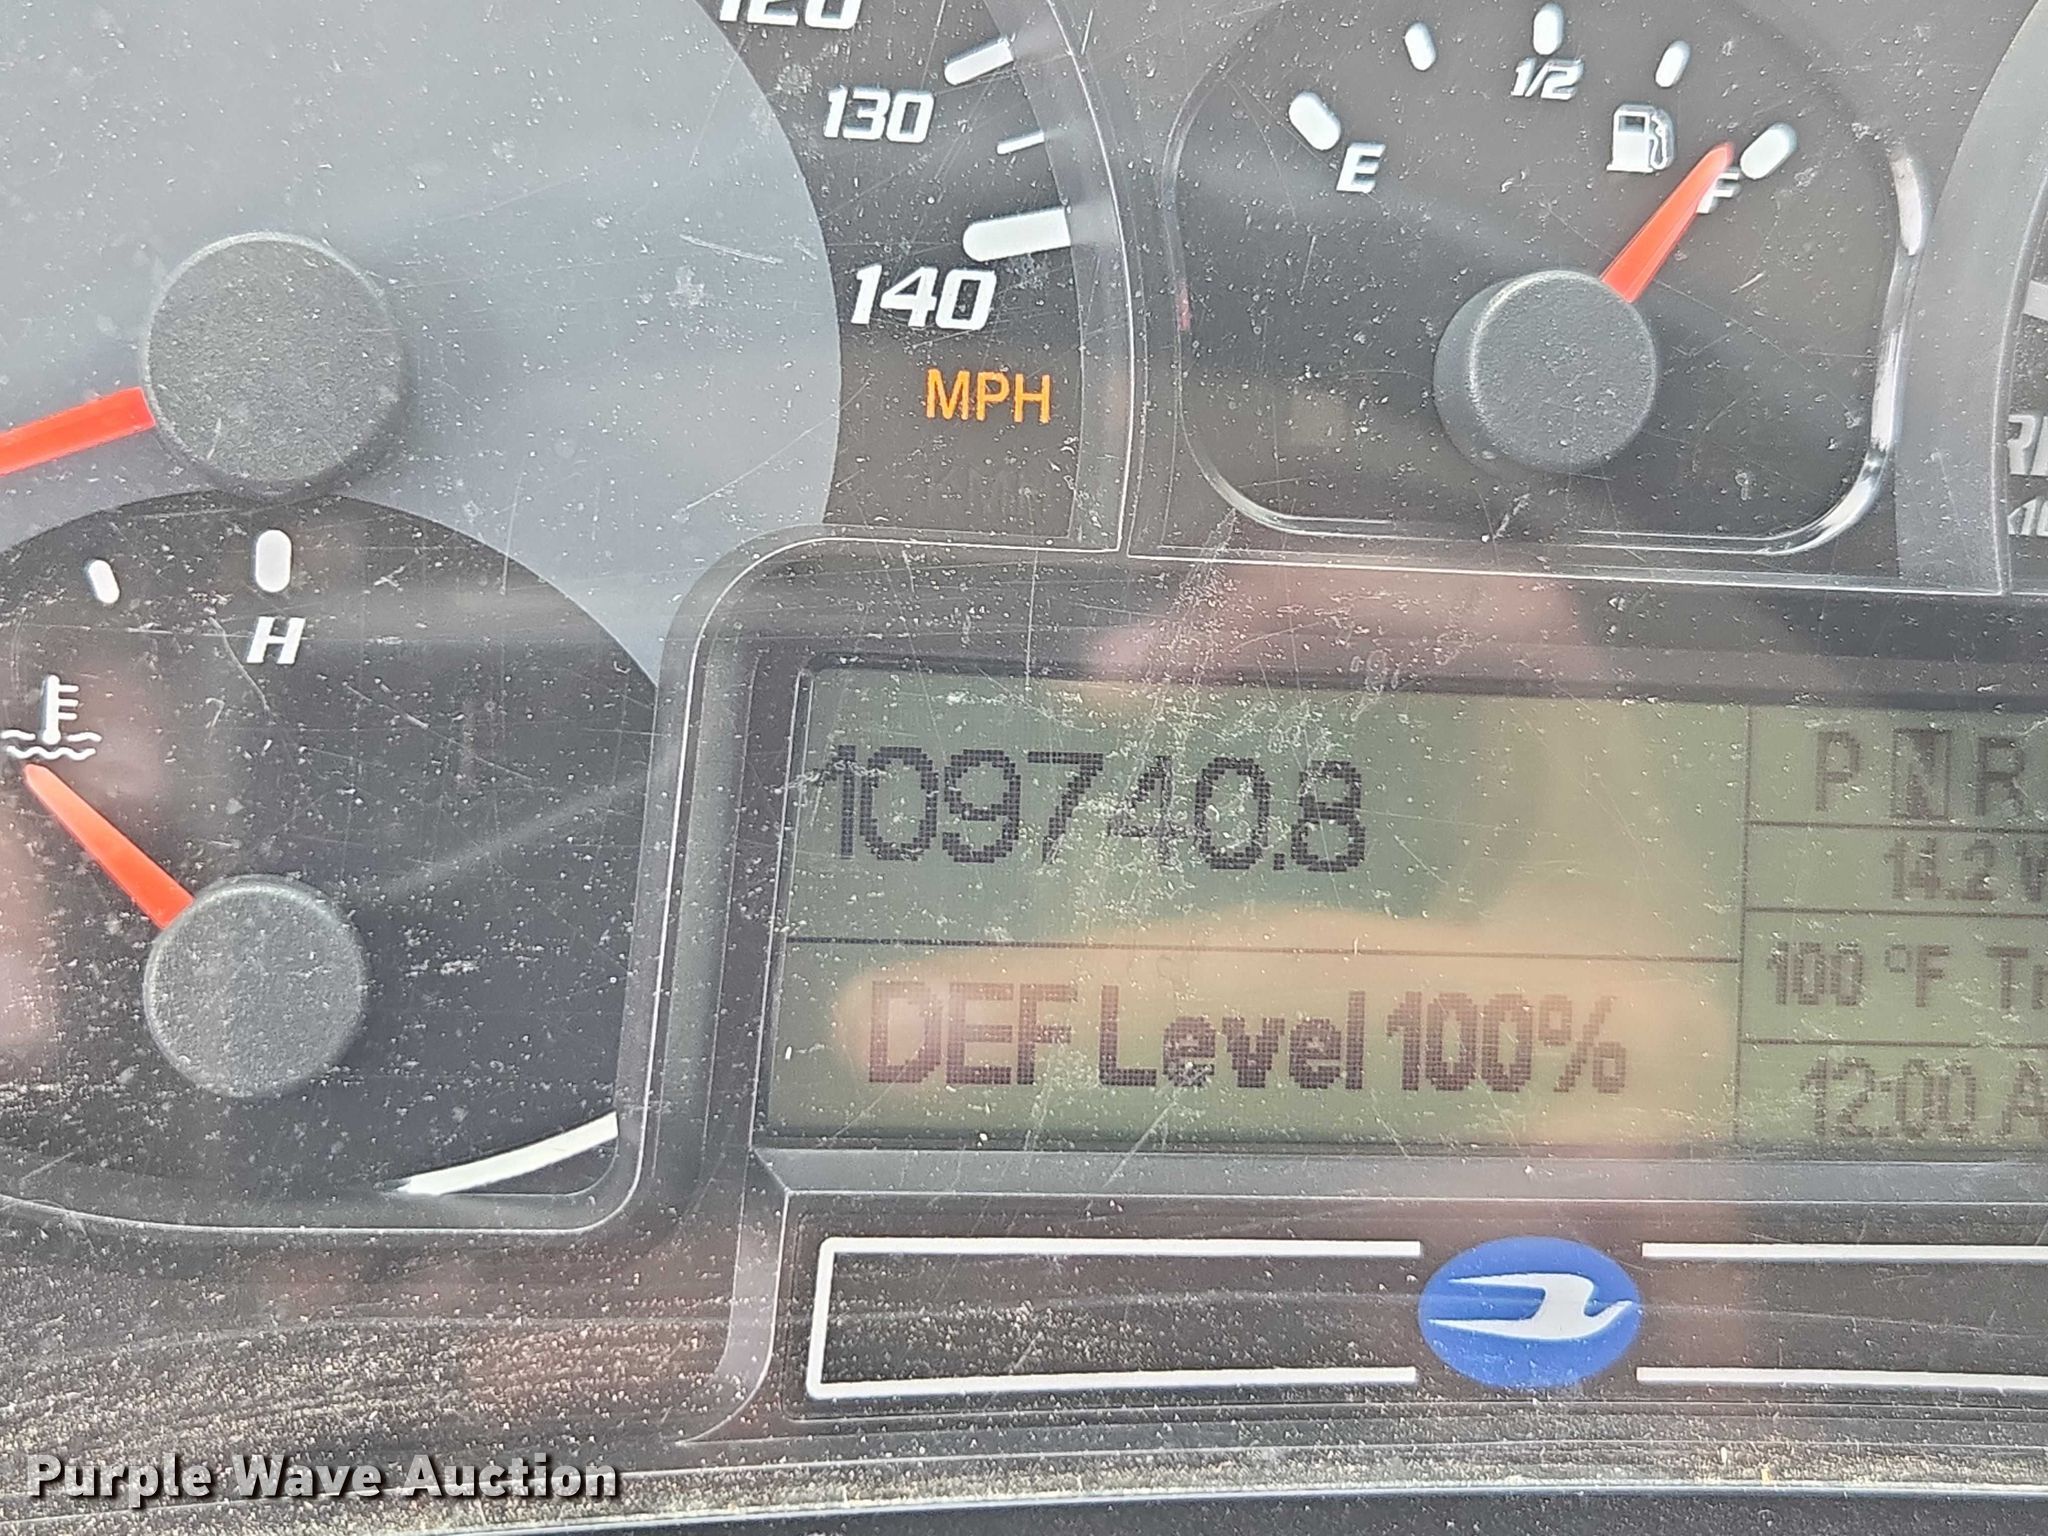 120
130
140
MPH
E
1/2
F
H
109740.8
P N R
14.2 V
100 °F
DEF Level 100%
12:00 A
Purple Wave Auction